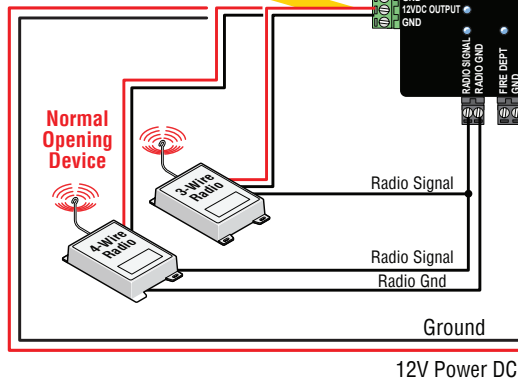 12VDC OUTPUT
GND
RADIO SIGNAL
RADIO GND
FIRE DEPT
GND
Normal
Opening
Device
3-Wire
Radio
4-Wire
Radio
Radio Signal
Radio Signal
Radio Gnd
Ground
12V Power DC